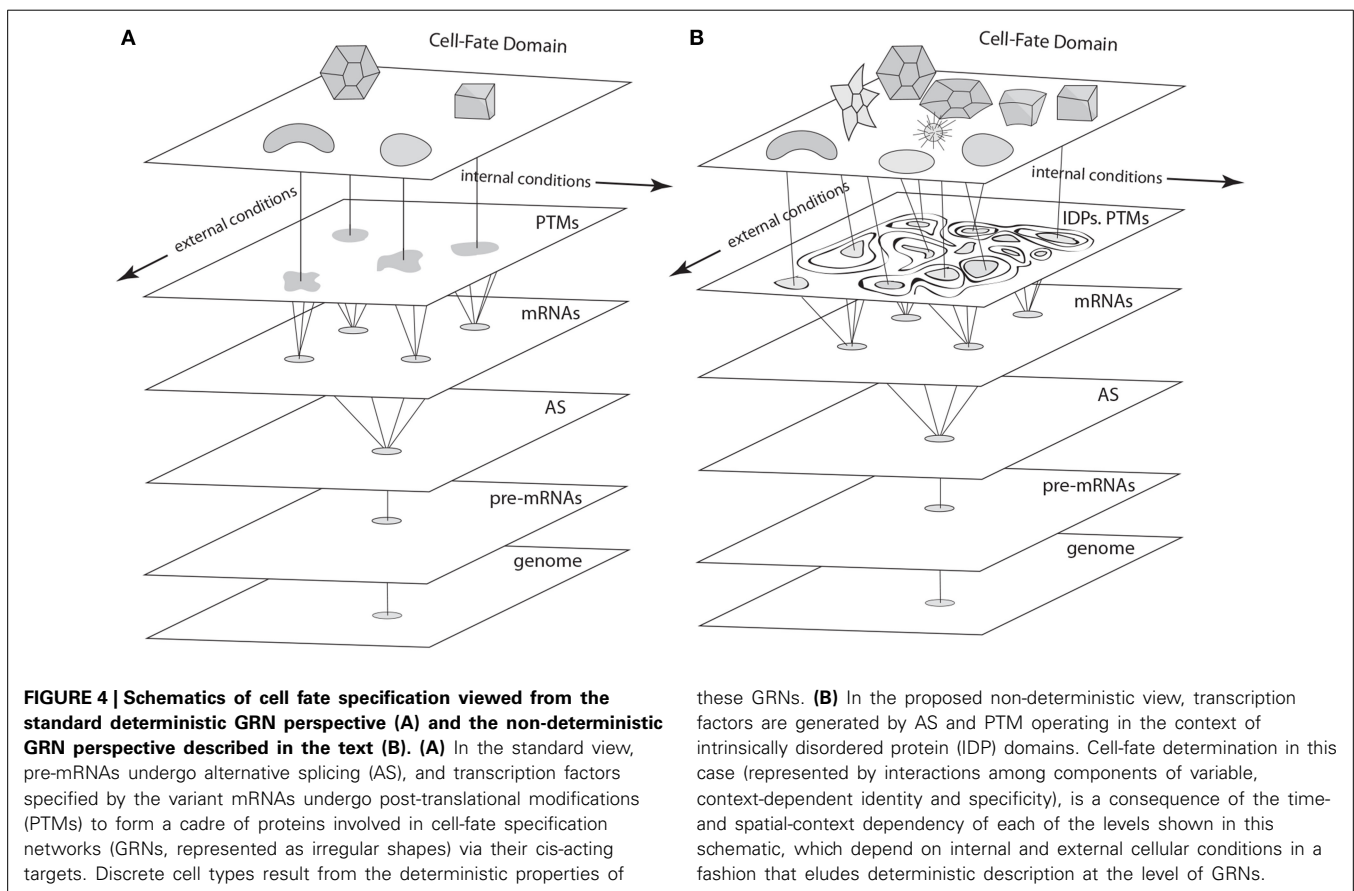 A
Cell-Fate Domain
external conditions
internal conditions
PTMs
mRNAs
AS
pre-mRNAs
genome
B
Cell-Fate Domain
external conditions
internal conditions
IDPs. PTMs
mRNAs
AS
pre-mRNAs
genome
FIGURE 4 | Schematics of cell fate specification viewed from the
standard deterministic GRN perspective (A) and the non-deterministic
GRN perspective described in the text (B). (A) In the standard view,
pre-mRNAs undergo alternative splicing (AS), and transcription factors
specified by the variant mRNAs undergo post-translational modifications
(PTMs) to form a cadre of proteins involved in cell-fate specification
networks (GRNs, represented as irregular shapes) via their cis-acting
targets. Discrete cell types result from the deterministic properties of
these GRNs. (B) In the proposed non-deterministic view, transcription
factors are generated by AS and PTM operating in the context of
intrinsically disordered protein (IDP) domains. Cell-fate determination in this
case (represented by interactions among components of variable,
context-dependent identity and specificity), is a consequence of the time-
and spatial-context dependency of each of the levels shown in this
schematic, which depend on internal and external cellular conditions in a
fashion that eludes deterministic description at the level of GRNs.